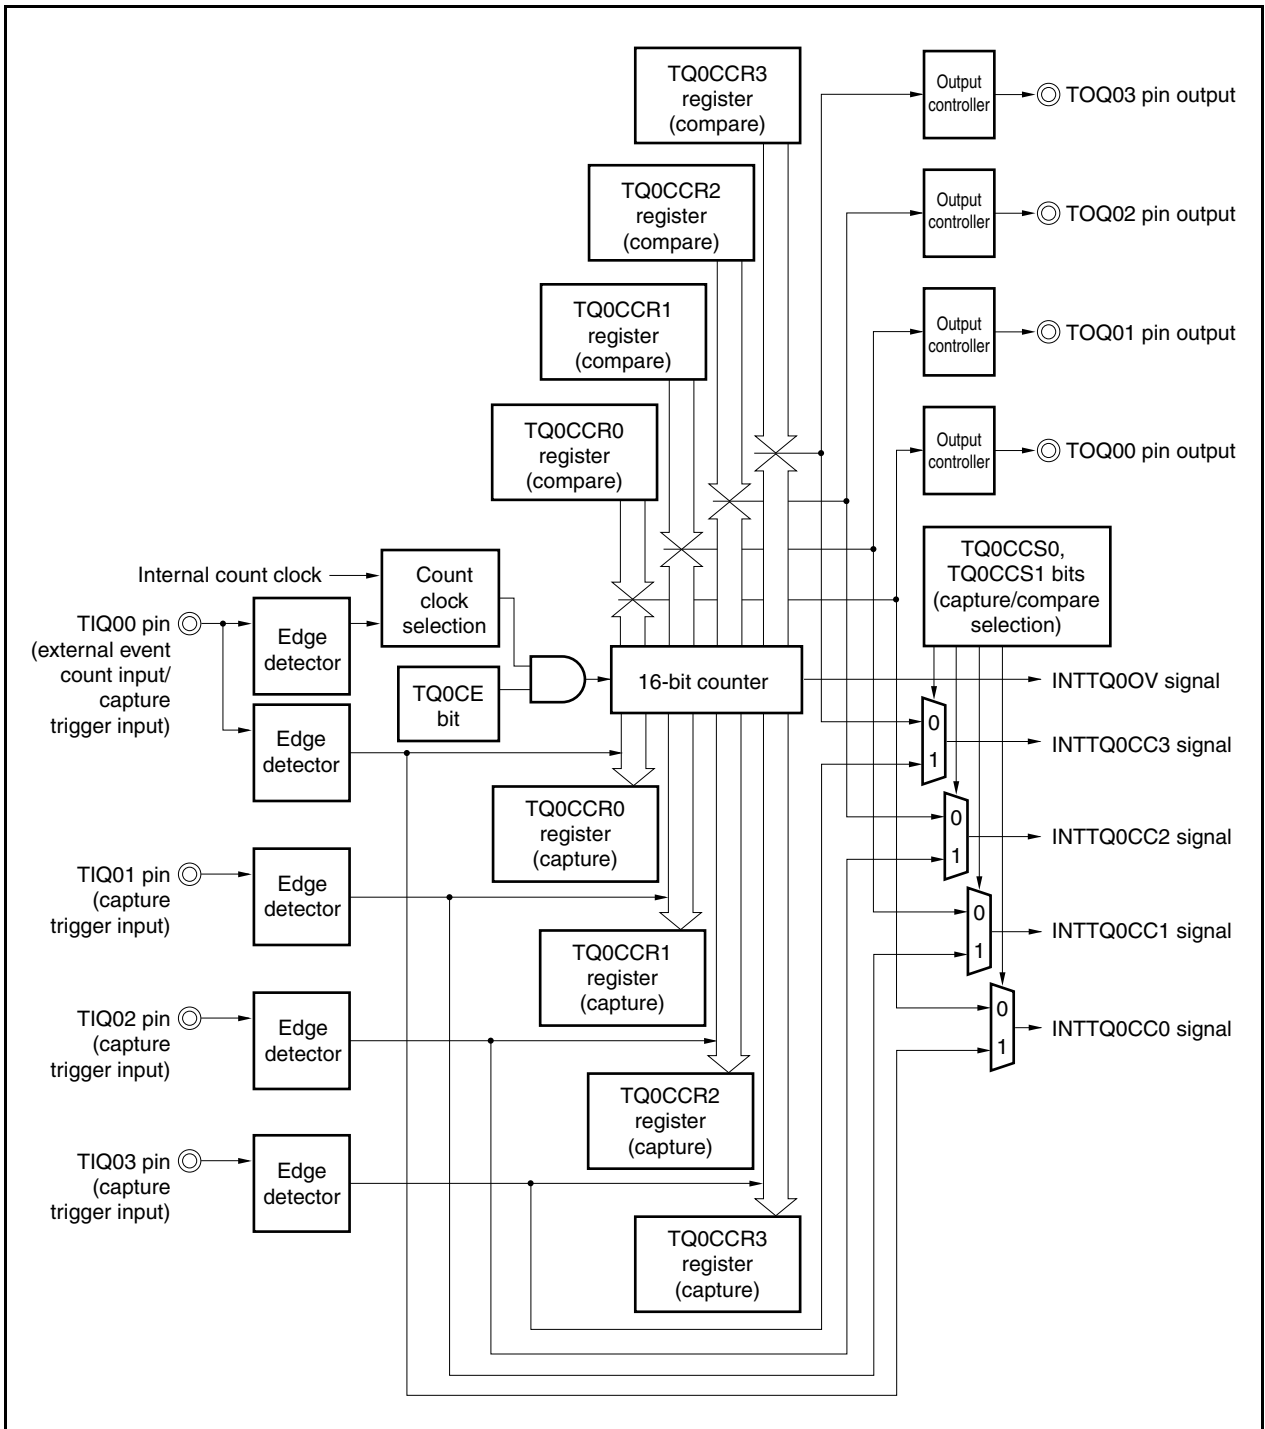 TQ0CCR3
register
(compare)
Output
controller
TOQ03 pin output
TQ0CCR2
register
(compare)
Output
controller
TOQ02 pin output
TQ0CCR1
register
(compare)
Output
controller
TOQ01 pin output
TQ0CCR0
register
(compare)
Output
controller
TOQ00 pin output
TQ0CCS0,
TQ0CCS1 bits
(capture/compare
selection)
Internal count clock
Count
clock
selection
TIQ00 pin
(external event
count input/
capture
trigger input)
Edge
detector
TQ0CE
bit
16-bit counter
INTTQ0OV signal
Edge
detector
0
1
INTTQ0CC3 signal
TQ0CCR0
register
(capture)
0
1
INTTQ0CC2 signal
TIQ01 pin
(capture
trigger input)
Edge
detector
0
1
INTTQ0CC1 signal
TQ0CCR1
register
(capture)
TIQ02 pin
(capture
trigger input)
Edge
detector
0
1
INTTQ0CC0 signal
TQ0CCR2
register
(capture)
TIQ03 pin
(capture
trigger input)
Edge
detector
TQ0CCR3
register
(capture)